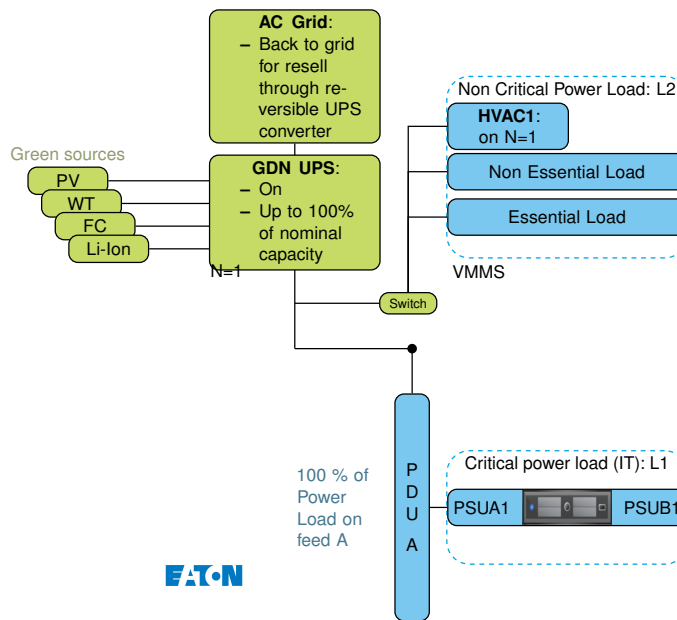 AC Grid:
– Back to grid
for resell
through re-
versible UPS
converter
Green sources
PV
WT
FC
Li-Ion
GDN UPS:
– On
– Up to 100%
of nominal
capacity
N=1
Switch
Non Critical Power Load: L2
HVAC1:
on N=1
Non Essential Load
Essential Load
VMMS
100 % of
Power
Load on
feed A
P
D
U
A
Critical power load (IT): L1
PSUA1
PSUB1
EATON